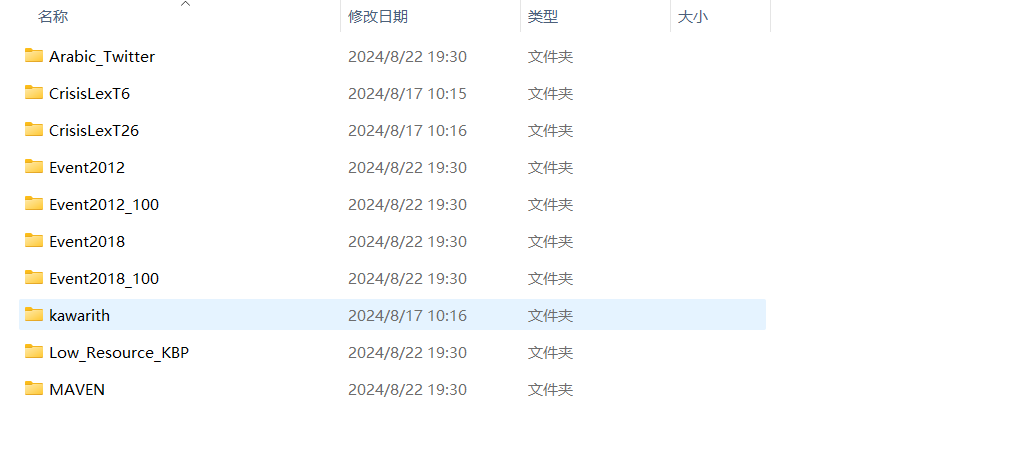 名称 修改日期 类型 大小
Arabic_Twitter 2024/8/22 19:30 文件夹
CrisisLexT6 2024/8/17 10:15 文件夹
CrisisLexT26 2024/8/17 10:16 文件夹
Event2012 2024/8/22 19:30 文件夹
Event2012_100 2024/8/22 19:30 文件夹
Event2018 2024/8/22 19:30 文件夹
Event2018_100 2024/8/22 19:30 文件夹
kawarith 2024/8/17 10:16 文件夹
Low_Resource_KBP 2024/8/22 19:30 文件夹
MAVEN 2024/8/22 19:30 文件夹